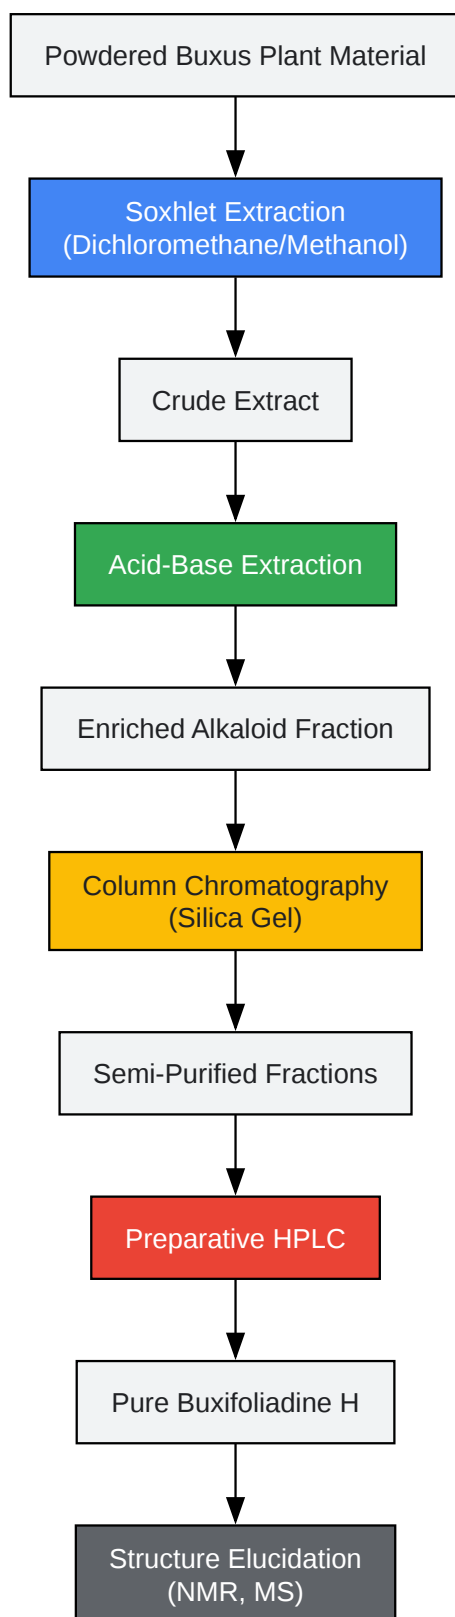 Powdered Buxus Plant Material
Soxhlet Extraction
(Dichloromethane/Methanol)
Crude Extract
Acid-Base Extraction
Enriched Alkaloid Fraction
Column Chromatography
(Silica Gel)
Semi-Purified Fractions
Preparative HPLC
Pure Buxifoliadine H
Structure Elucidation
(NMR, MS)